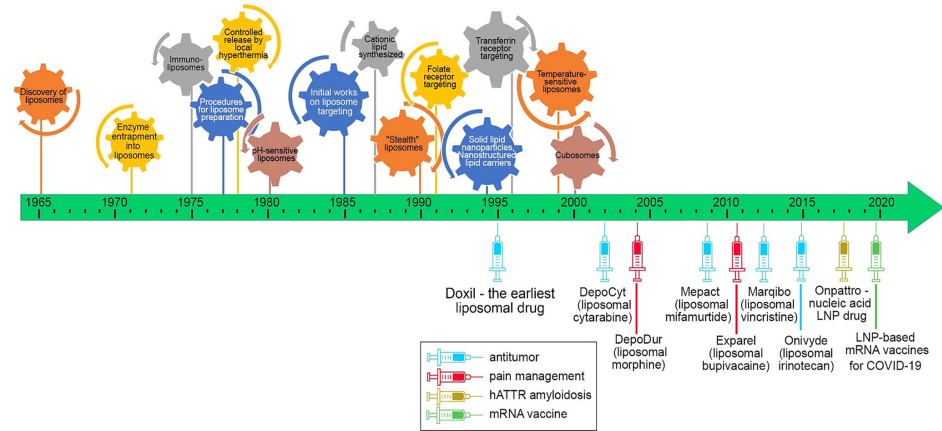 Discovery of
liposomes
Enzyme
entrapment
into
liposomes
Immuno-
liposomes
Procedures
for liposome
preparation
Controlled
release by
local
hyperthermia
pH-sensitive
liposomes
Initial works
on liposome
targeting
Cationic
lipid
synthesized
"Stealth"
liposomes
Folate
receptor
targeting
Solid lipid
nanoparticles,
Nanostructured
lipid carriers
Transferrin
receptor
targeting
Temperature-
sensitive
liposomes
Cubosomes
1965
1970
1975
1980
1985
1990
1995
2000
2005
2010
2015
2020
Doxil - the earliest
liposomal drug
DepoCyt
(liposomal
cytarabine)
DepoDur
(liposomal
morphine)
Mepact
(liposomal
mifamurtide)
Exparel
(liposomal
bupivacaine)
Marqibo
(liposomal
vincristine)
Onivyde
(liposomal
irinotecan)
Onpattro -
nucleic acid
LNP drug
LNP-based
mRNA vaccines
for COVID-19
antitumor
pain management
hATTR amyloidosis
mRNA vaccine